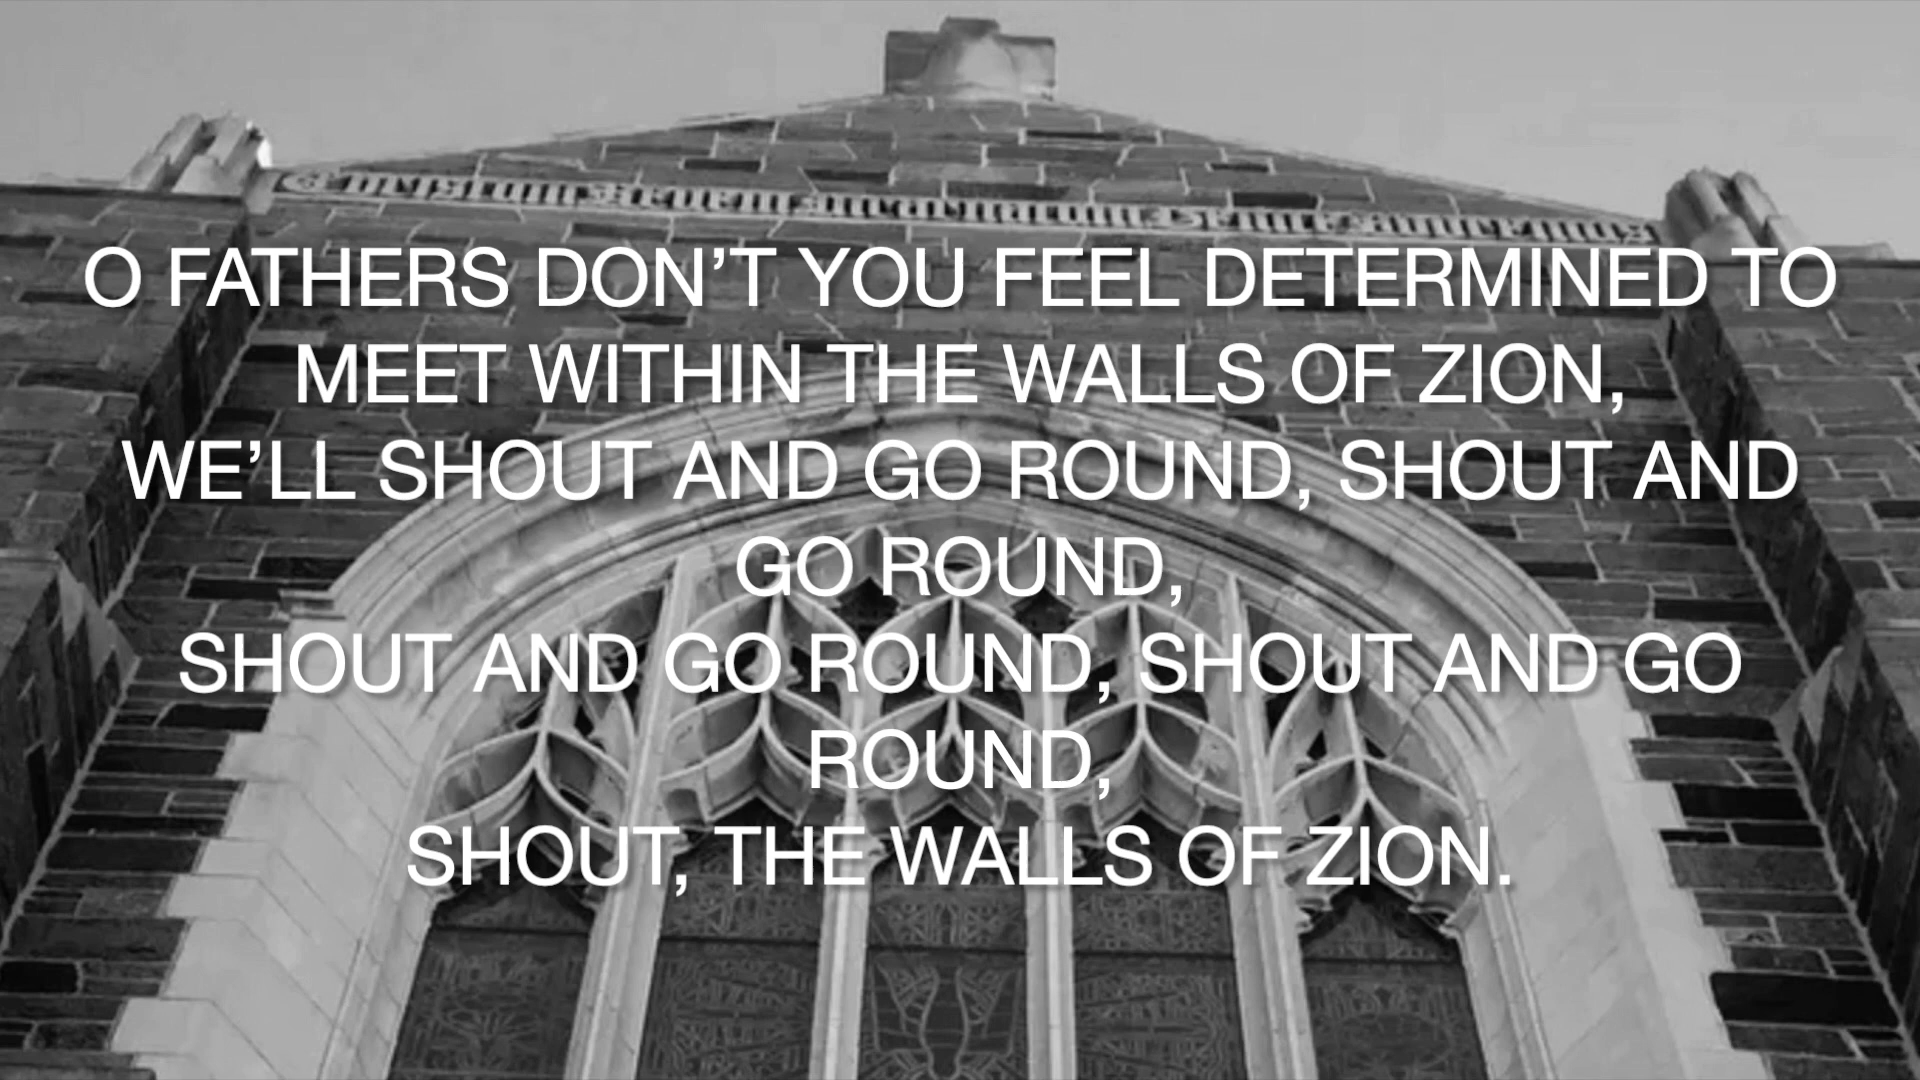 O FATHERS DON’T YOU FEEL DETERMINED TO
MEET WITHIN THE WALLS OF ZION,
WE’LL SHOUT AND GO ROUND, SHOUT AND
GO ROUND,
SHOUT AND GO ROUND, SHOUT AND GO
ROUND,
SHOUT, THE WALLS OF ZION.